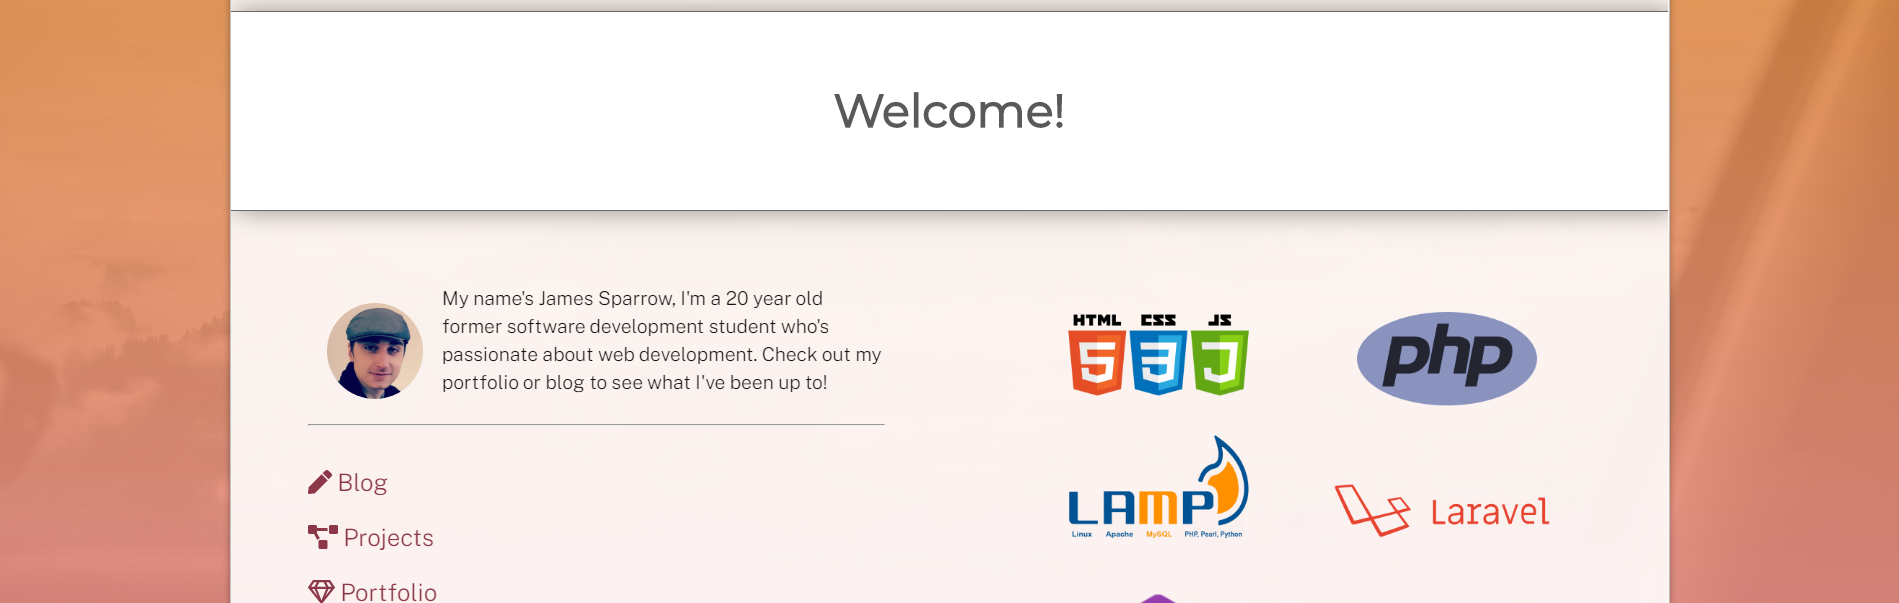 Welcome!
My name's James Sparrow, I'm a 20 year old
former software development student who's
passionate about web development. Check out my
portfolio or blog to see what I've been up to!
Blog
Projects
Portfolio
HTML CSS JS
5 3 J
php
LAMP
Linux Apache MySQL PHP, Pearl, Python
Laravel